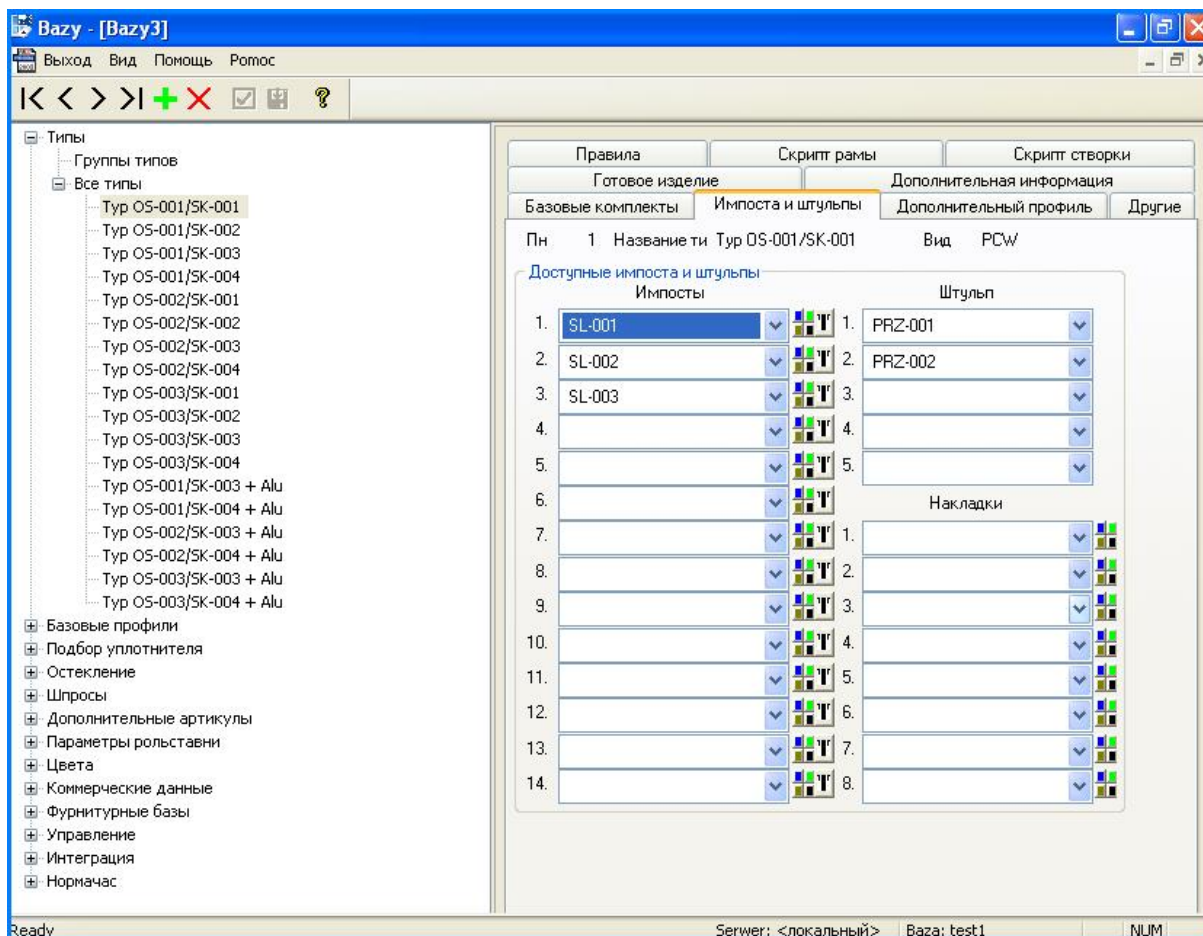 Bazy - [Bazy3]
Выход Вид Помощь Pomoc
Типы
Группы типов
Все типы
Typ OS-001/SK-001
Typ OS-001/SK-002
Typ OS-001/SK-003
Typ OS-001/SK-004
Typ OS-002/SK-001
Typ OS-002/SK-002
Typ OS-002/SK-003
Typ OS-002/SK-004
Typ OS-003/SK-001
Typ OS-003/SK-002
Typ OS-003/SK-003
Typ OS-003/SK-004
Typ OS-001/SK-003 + Alu
Typ OS-001/SK-004 + Alu
Typ OS-002/SK-003 + Alu
Typ OS-002/SK-004 + Alu
Typ OS-003/SK-003 + Alu
Typ OS-003/SK-004 + Alu
Базовые профили
Подбор уплотнителя
Остекление
Шпросы
Дополнительные артикулы
Параметры рольставни
Цвета
Коммерческие данные
Фурнитурные базы
Управление
Интеграция
Нормачас
Правила Скрипт рамы Скрипт створки
Готовое изделие Дополнительная информация
Базовые комплекты Импоста и штульпы Дополнительный профиль Другие
Пн 1 Название ти Typ OS-001/SK-001 Вид PCW
Доступные импоста и штульпы
Импосты Штульп
1. SL-001 1. PRZ-001
2. SL-002 2. PRZ-002
3. SL-003 3.
4. 4.
5. 5.
6. Накладки
7. 1.
8. 2.
9. 3.
10. 4.
11. 5.
12. 6.
13. 7.
14. 8.
Ready Serwer: <локальный> Baza: test1 NUM